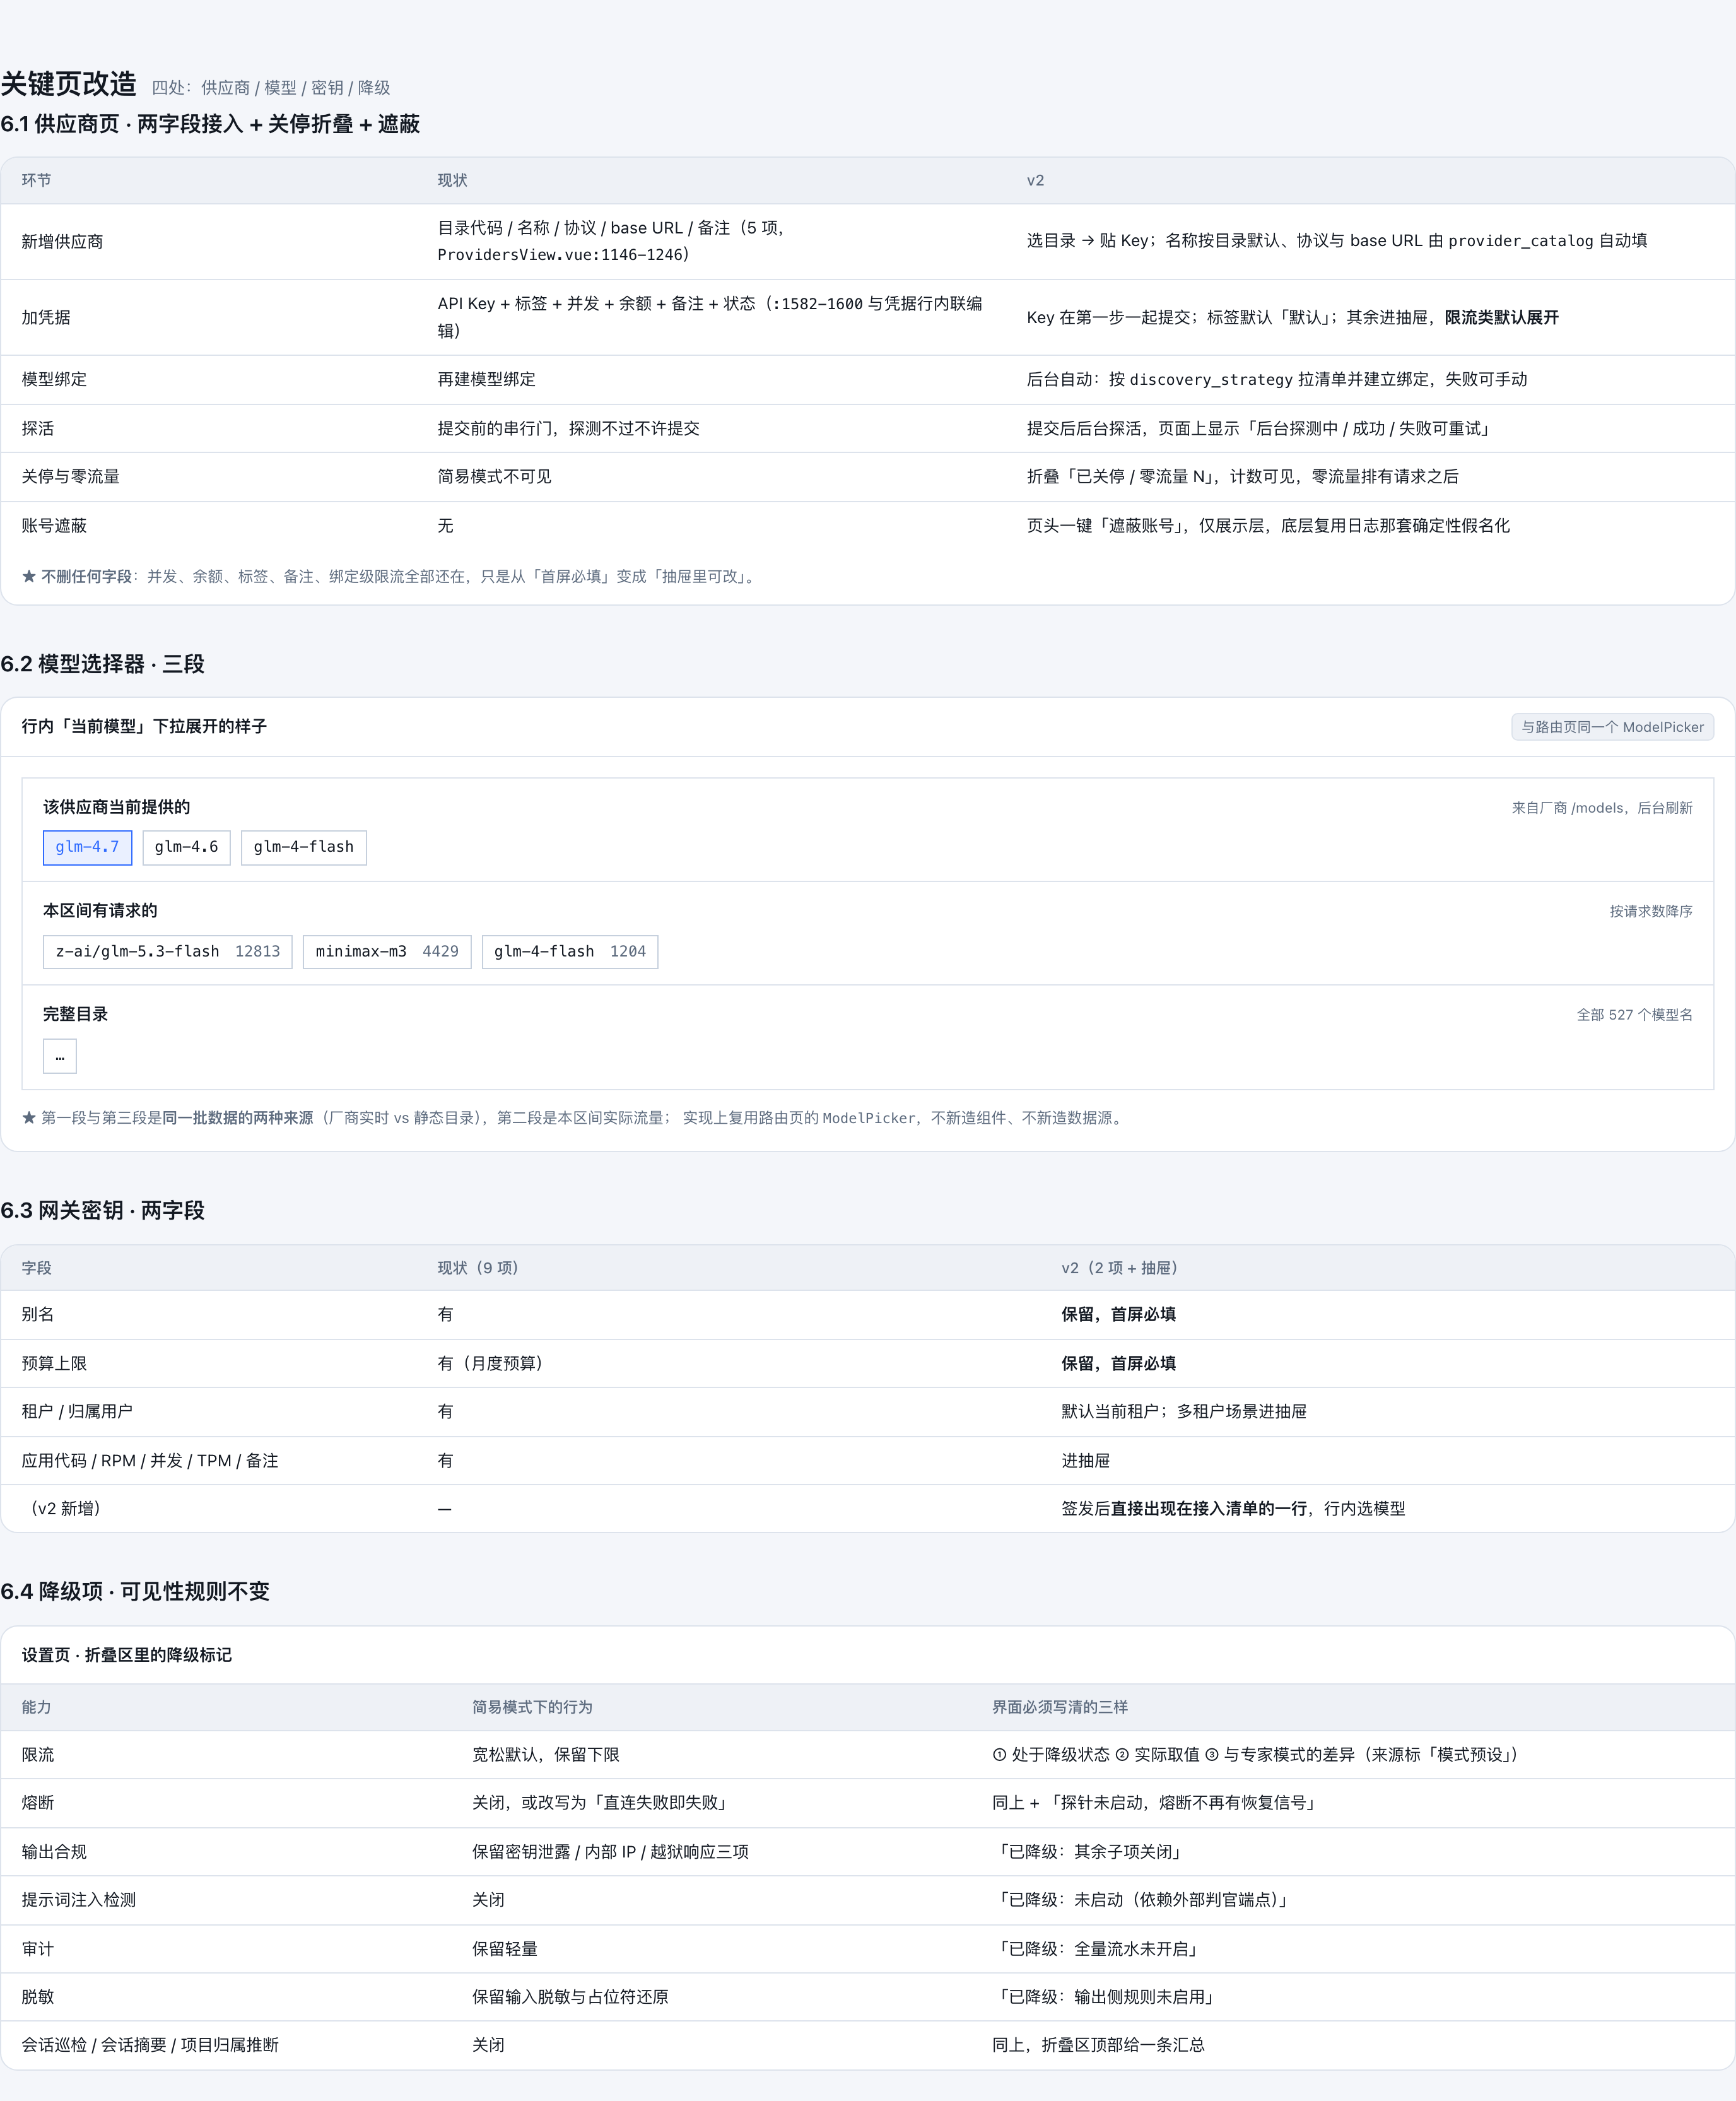 关键页改造 四处：供应商 / 模型 / 密钥 / 降级
6.1 供应商页 · 两字段接入 + 关停折叠 + 遮蔽
环节 现状 v2
新增供应商 目录代码 / 名称 / 协议 / base URL / 备注（5 项，
ProvidersView.vue:1146–1246） 选目录 → 贴 Key；名称按目录默认、协议与 base URL 由 provider_catalog 自动填
加凭据 API Key + 标签 + 并发 + 余额 + 备注 + 状态（:1582–1600 与凭据行内联编
辑） Key 在第一步一起提交；标签默认「默认」；其余进抽屉，限流类默认展开
模型绑定 再建模型绑定 后台自动：按 discovery_strategy 拉清单并建立绑定，失败可手动
探活 提交前的串行门，探测不过不许提交 提交后后台探活，页面上显示「后台探测中 / 成功 / 失败可重试」
关停与零流量 简易模式不可见 折叠「已关停 / 零流量 N」，计数可见，零流量排有请求之后
账号遮蔽 无 页头一键「遮蔽账号」，仅展示层，底层复用日志那套确定性假名化
★ 不删任何字段：并发、余额、标签、备注、绑定级限流全部还在，只是从「首屏必填」变成「抽屉里可改」。
6.2 模型选择器 · 三段
行内「当前模型」下拉展开的样子 与路由页同一个 ModelPicker
该供应商当前提供的 来自厂商 /models，后台刷新
glm-4.7 glm-4.6 glm-4-flash
本区间有请求的 按请求数降序
z-ai/glm-5.3-flash 12813 minimax-m3 4429 glm-4-flash 1204
完整目录 全部 527 个模型名
…
★ 第一段与第三段是同一批数据的两种来源（厂商实时 vs 静态目录），第二段是本区间实际流量； 实现上复用路由页的 ModelPicker，不新造组件、不新造数据源。
6.3 网关密钥 · 两字段
字段 现状（9 项） v2（2 项 + 抽屉）
别名 有 保留，首屏必填
预算上限 有（月度预算） 保留，首屏必填
租户 / 归属用户 有 默认当前租户；多租户场景进抽屉
应用代码 / RPM / 并发 / TPM / 备注 有 进抽屉
（v2 新增） — 签发后直接出现在接入清单的一行，行内选模型
6.4 降级项 · 可见性规则不变
设置页 · 折叠区里的降级标记
能力 简易模式下的行为 界面必须写清的三样
限流 宽松默认，保留下限 ① 处于降级状态 ② 实际取值 ③ 与专家模式的差异（来源标「模式预设」）
熔断 关闭，或改写为「直连失败即失败」 同上 + 「探针未启动，熔断不再有恢复信号」
输出合规 保留密钥泄露 / 内部 IP / 越狱响应三项 「已降级：其余子项关闭」
提示词注入检测 关闭 「已降级：未启动（依赖外部判官端点）」
审计 保留轻量 「已降级：全量流水未开启」
脱敏 保留输入脱敏与占位符还原 「已降级：输出侧规则未启用」
会话巡检 / 会话摘要 / 项目归属推断 关闭 同上，折叠区顶部给一条汇总